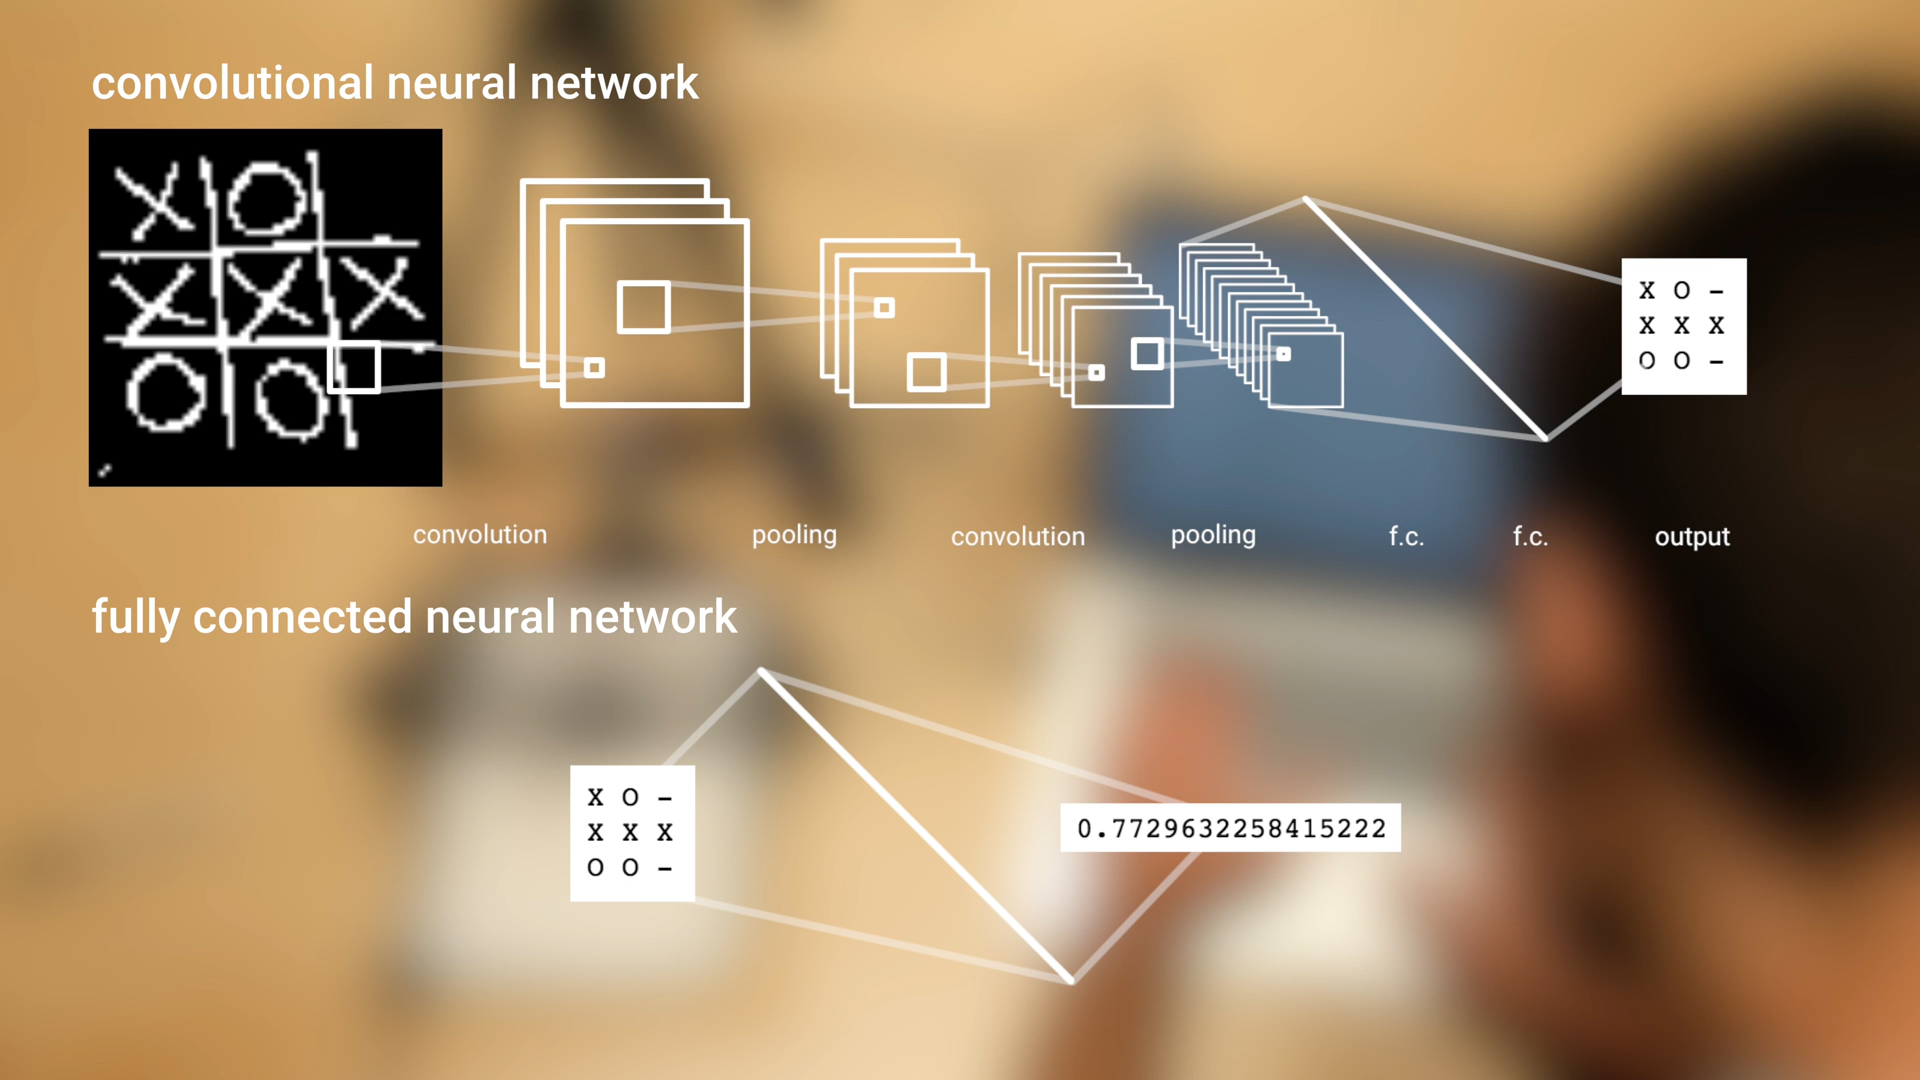 convolutional neural network
X O
X X X
O O
X O –
X X X
O O –
convolution pooling convolution pooling f.c. f.c. output
fully connected neural network
X O –
X X X
O O –
0.7729632258415222